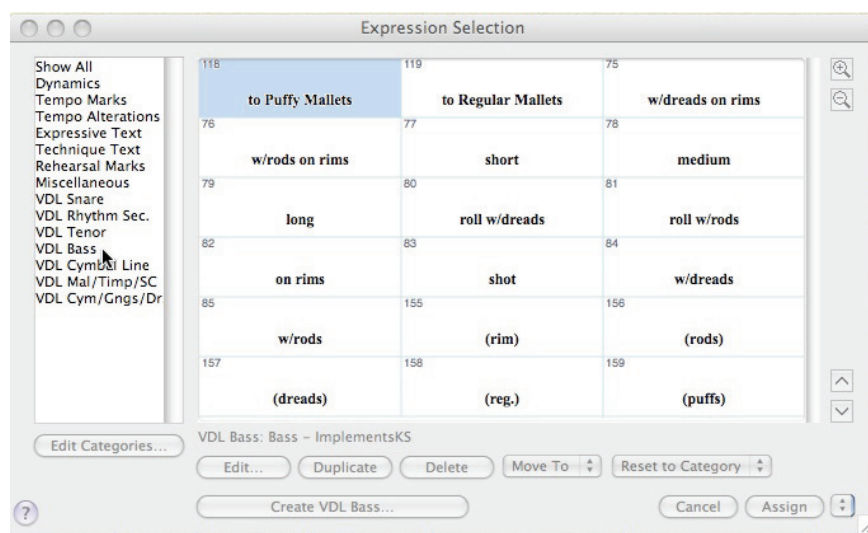 Expression Selection
Show All
Dynamics
Tempo Marks
Tempo Alterations
Expressive Text
Technique Text
Rehearsal Marks
Miscellaneous
VDL Snare
VDL Rhythm Sec.
VDL Tenor
VDL Bass
VDL Cymbal Line
VDL Mal/Timp/SC
VDL Cym/Gngs/Dr
Edit Categories...
118 119 75
to Puffy Mallets to Regular Mallets w/dreads on rims
76 77 78
w/rods on rims short medium
79 80 81
long roll w/dreads roll w/rods
82 83 84
on rims shot w/dreads
85 155 156
w/rods (rim) (rods)
157 158 159
(dreads) (reg.) (puffs)
VDL Bass: Bass – ImplementsKS
Edit... Duplicate Delete Move To Reset to Category
? Create VDL Bass... Cancel Assign